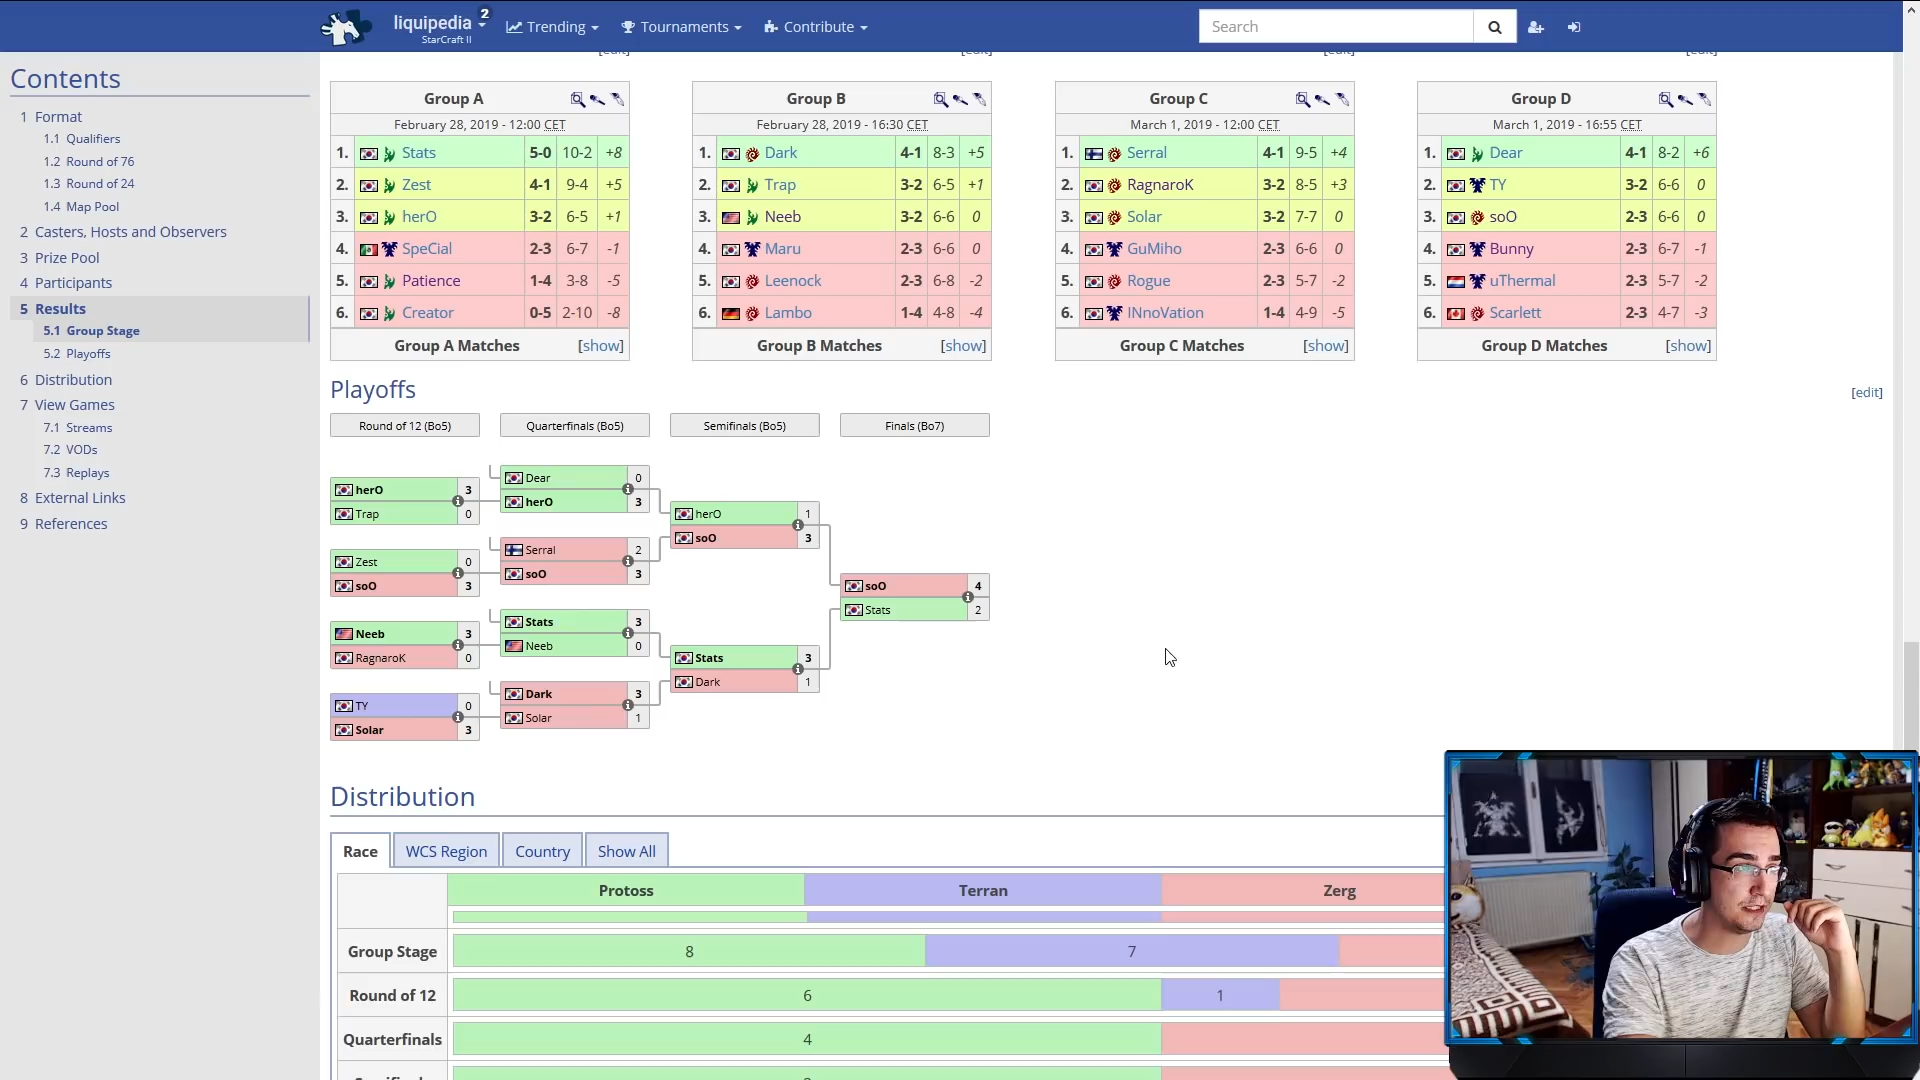 liquipedia 2
StarCraft II
Trending
Tournaments
Contribute
Search
Contents
1 Format
1.1 Qualifiers
1.2 Round of 76
1.3 Round of 24
1.4 Map Pool
2 Casters, Hosts and Observers
3 Prize Pool
4 Participants
5 Results
5.1 Group Stage
5.2 Playoffs
6 Distribution
7 View Games
7.1 Streams
7.2 VODs
7.3 Replays
8 External Links
9 References
[edit] [edit] [edit] [edit]
Group A
February 28, 2019 - 12:00 CET
1. Stats 5-0 10-2 +8
2. Zest 4-1 9-4 +5
3. herO 3-2 6-5 +1
4. SpeCial 2-3 6-7 -1
5. Patience 1-4 3-8 -5
6. Creator 0-5 2-10 -8
Group A Matches [show]
Group B
February 28, 2019 - 16:30 CET
1. Dark 4-1 8-3 +5
2. Trap 3-2 6-5 +1
3. Neeb 3-2 6-6 0
4. Maru 2-3 6-6 0
5. Leenock 2-3 6-8 -2
6. Lambo 1-4 4-8 -4
Group B Matches [show]
Group C
March 1, 2019 - 12:00 CET
1. Serral 4-1 9-5 +4
2. RagnaroK 3-2 8-5 +3
3. Solar 3-2 7-7 0
4. GuMiho 2-3 6-6 0
5. Rogue 2-3 5-7 -2
6. INnoVation 1-4 4-9 -5
Group C Matches [show]
Group D
March 1, 2019 - 16:55 CET
1. Dear 4-1 8-2 +6
2. TY 3-2 6-6 0
3. soO 2-3 6-6 0
4. Bunny 2-3 6-7 -1
5. uThermal 2-3 5-7 -2
6. Scarlett 2-3 4-7 -3
Group D Matches [show]
Playoffs [edit]
Round of 12 (Bo5)
herO 3
Trap 0
Zest 0
soO 3
Neeb 3
RagnaroK 0
TY 0
Solar 3
Quarterfinals (Bo5)
Dear 0
herO 3
Serral 2
soO 3
Stats 3
Neeb 0
Dark 3
Solar 1
Semifinals (Bo5)
herO 1
soO 3
Stats 3
Dark 1
Finals (Bo7)
soO 4
Stats 2
Distribution
Race WCS Region Country Show All
Protoss Terran Zerg
Group Stage 8 7
Round of 12 6 1
Quarterfinals 4